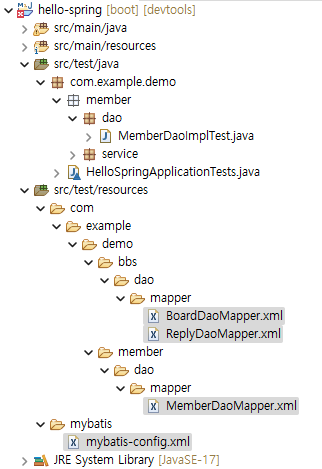 hello-spring [boot] [devtools]
src/main/java
src/main/resources
src/test/java
com.example.demo
member
dao
MemberDaoImplTest.java
service
HelloSpringApplicationTests.java
src/test/resources
com
example
demo
bbs
dao
mapper
BoardDaoMapper.xml
ReplyDaoMapper.xml
member
dao
mapper
MemberDaoMapper.xml
mybatis
mybatis-config.xml
JRE System Library [JavaSE-17]